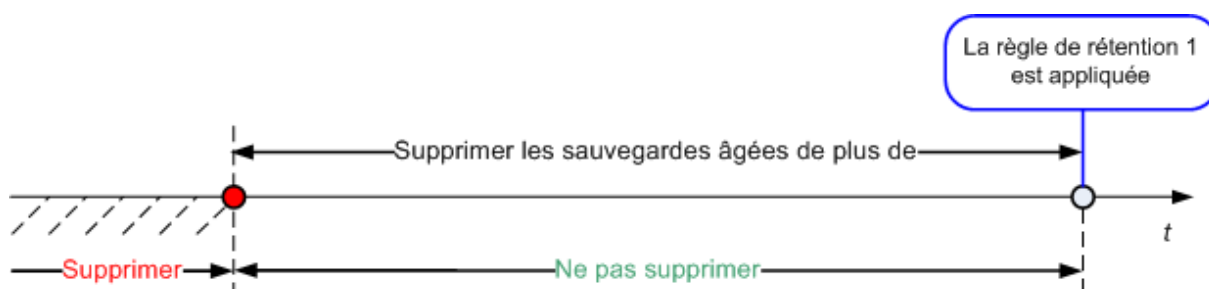 La règle de rétention 1
est appliquée
Supprimer les sauvegardes âgées de plus de
t
Supprimer
Ne pas supprimer